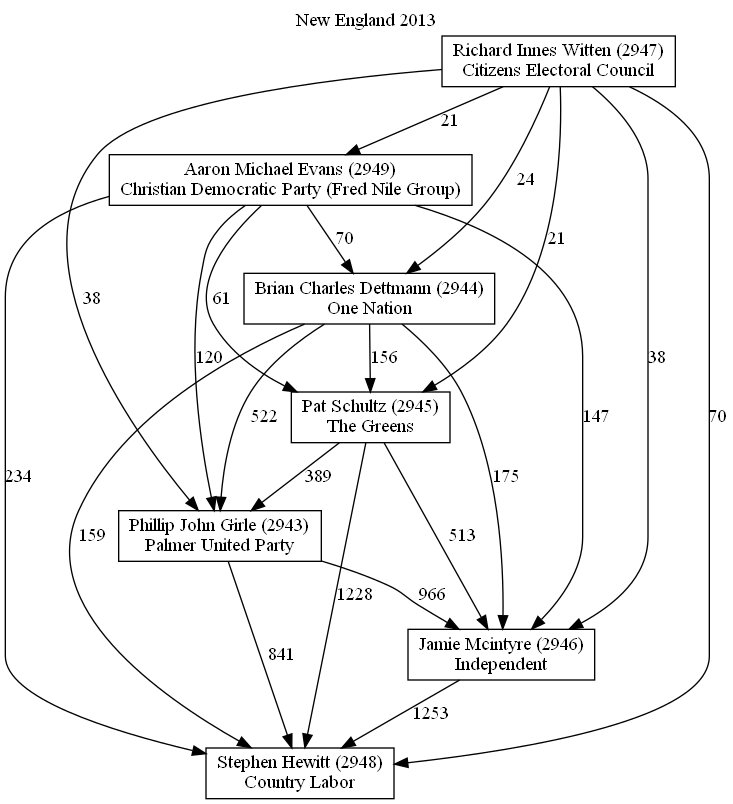 New England 2013
Richard Innes Witten (2947)
Citizens Electoral Council
21
Aaron Michael Evans (2949)
Christian Democratic Party (Fred Nile Group)
24
70
21
Brian Charles Dettmann (2944)
One Nation
38
61
120
156
38
Pat Schultz (2945)
The Greens
522
147
70
234
389
175
Phillip John Girle (2943)
Palmer United Party
159
513
1228
966
Jamie Mcintyre (2946)
Independent
841
1253
Stephen Hewitt (2948)
Country Labor